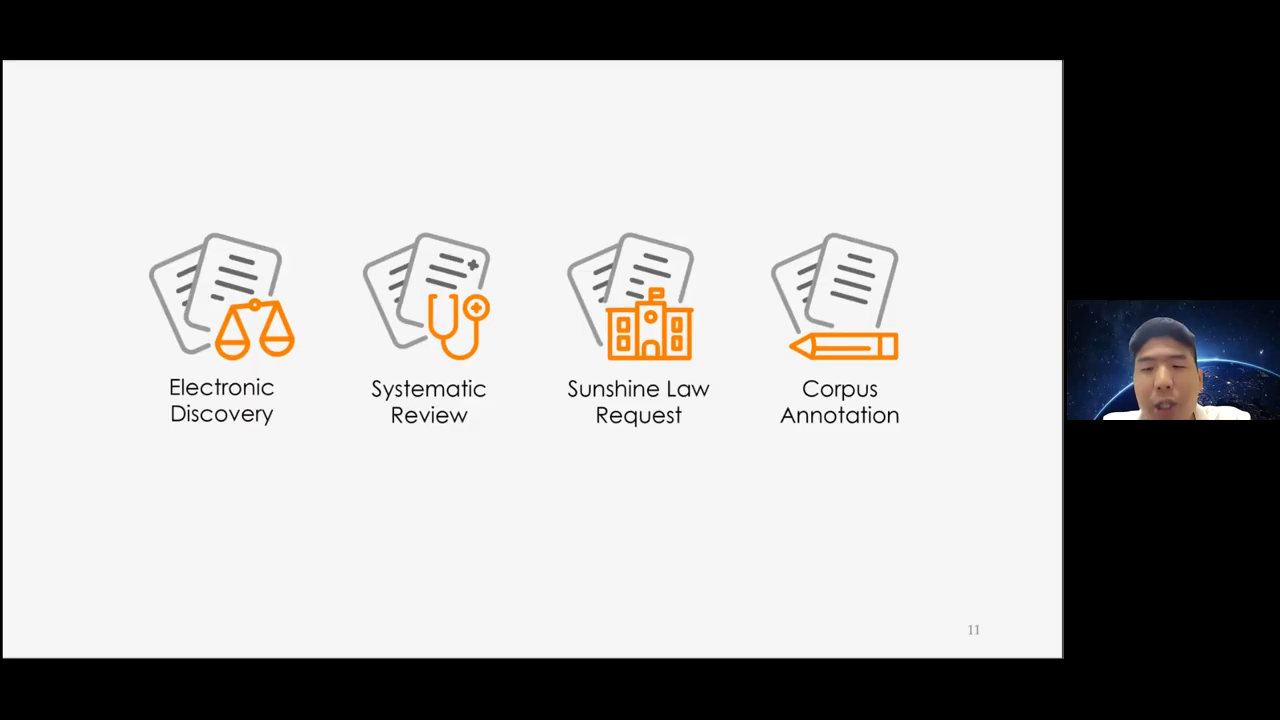 Electronic
Discovery
Systematic
Review
Sunshine Law
Request
Corpus
Annotation
11